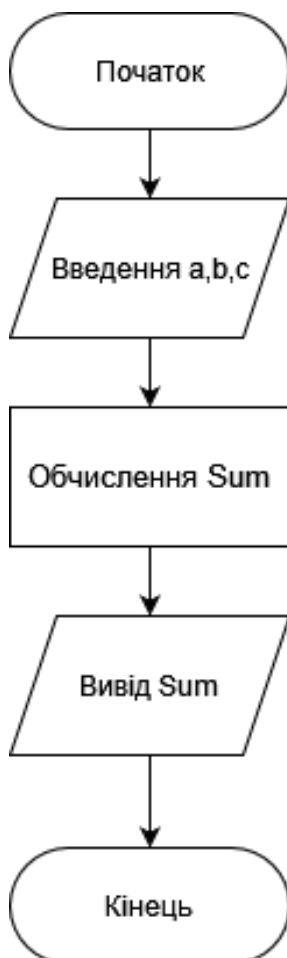 Початок
Введення a,b,c
Обчислення Sum
Вивід Sum
Кінець